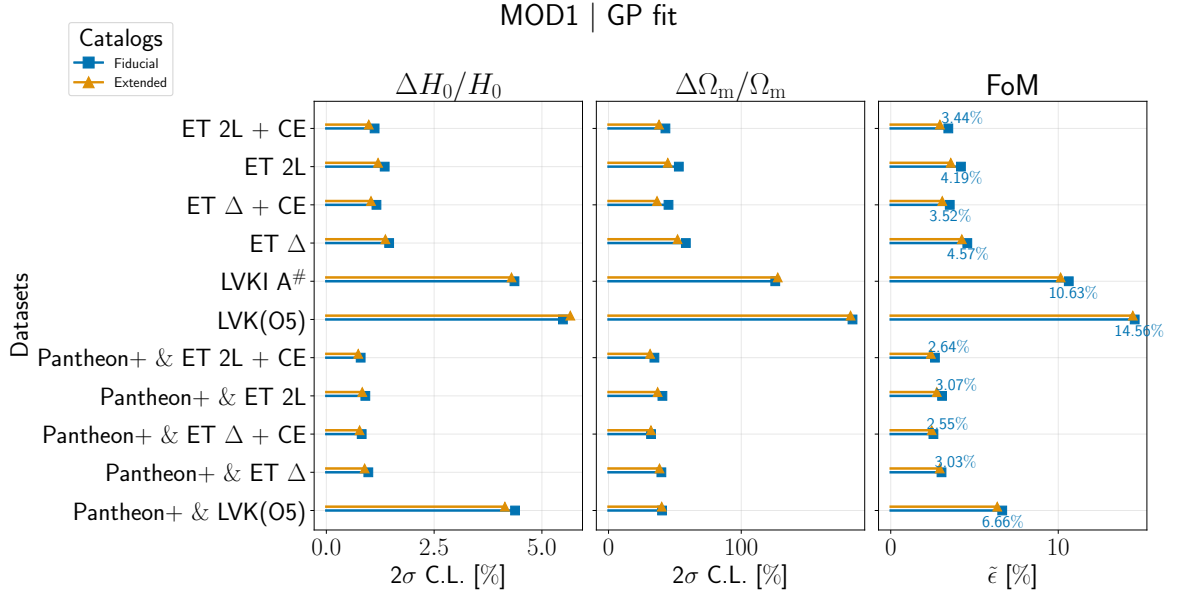 MOD1 | GP fit
Catalogs
Fiducial
Extended
ΔH₀/H₀
ΔΩₘ/Ωₘ
FoM
Datasets
ET 2L + CE
ET 2L
ET Δ + CE
ET Δ
LVKI A#
LVK(O5)
Pantheon+ & ET 2L + CE
Pantheon+ & ET 2L
Pantheon+ & ET Δ + CE
Pantheon+ & ET Δ
Pantheon+ & LVK(O5)
3.44%
4.19%
3.52%
4.57%
10.63%
14.56%
2.64%
3.07%
2.55%
3.03%
6.66%
0.0 2.5 5.0
0 100
0 10
2σ C.L. [%]
2σ C.L. [%]
ϵ̃ [%]